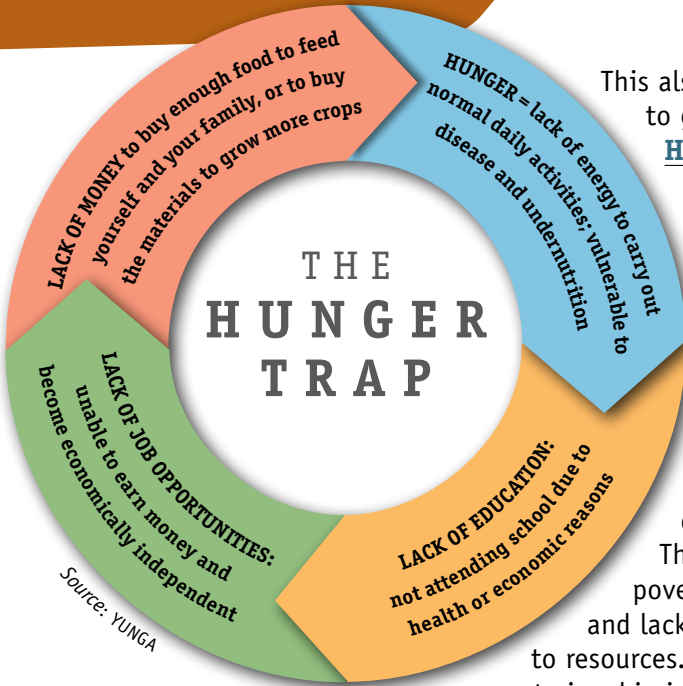 THE
HUNGER
TRAP
LACK OF MONEY to buy enough food to feed
yourself and your family, or to buy
the materials to grow more crops
HUNGER = lack of energy to carry out
normal daily activities; vulnerable to
disease and undernutrition
LACK OF EDUCATION:
not attending school due to
health or economic reasons
LACK OF JOB OPPORTUNITIES:
unable to earn money and
become economically independent
Source: YUNGA
This
to
and lack
to resources.